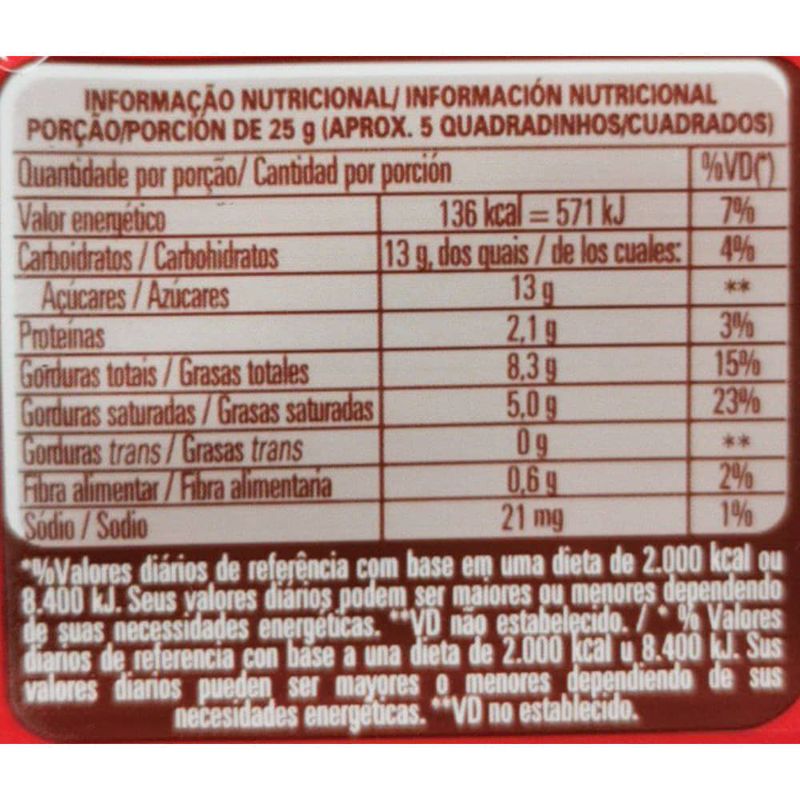 INFORMAÇÃO NUTRICIONAL/ INFORMACIÓN NUTRICIONAL
PORÇÃO/PORCIÓN DE 25 g (APROX. 5 QUADRADINHOS/CUADRADOS)
Quantidade por porção/ Cantidad por porción %VD(*)
Valor energético 136 kcal = 571 kJ 7%
Carboidratos / Carbohidratos 13 g, dos quais / de los cuales: 4%
Açúcares / Azúcares 13 g **
Proteínas 2,1 g 3%
Gorduras totais / Grasas totales 8,3 g 15%
Gorduras saturadas / Grasas saturadas 5,0 g 23%
Gorduras trans / Grasas trans 0 g **
Fibra alimentar / Fibra alimentaria 0,6 g 2%
Sódio / Sodio 21 mg 1%
*%Valores diários de referência com base em uma dieta de 2.000 kcal ou
8.400 kJ. Seus valores diários podem ser maiores ou menores dependendo
de suas necessidades energéticas. **VD não estabelecido. / * % Valores
diarios de referencia con base a una dieta de 2.000 kcal u 8.400 kJ. Sus
valores diarios pueden ser mayores o menores dependiendo de sus
necesidades energéticas. **VD no establecido.